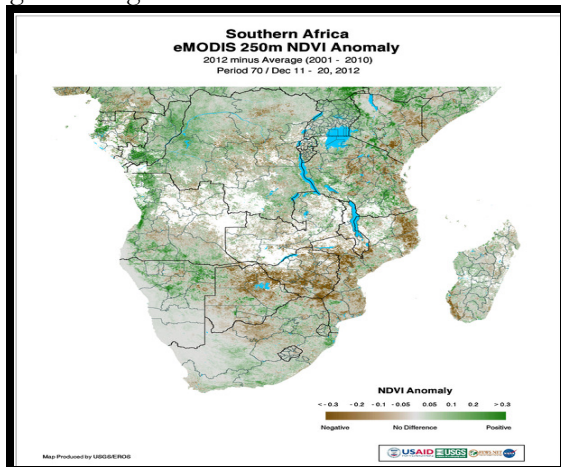 Southern Africa
eMODIS 250m NDVI Anomaly
2012 minus Average (2001 - 2010)
Period 70 / Dec 11 - 20, 2012
NDVI Anomaly
< - 0.3 - 0.2 - 0.1 - 0.05 0.05 0.1 0.2 > 0.3
Negative No Difference Positive
Map Produced by USGS/EROS
USAID USGS